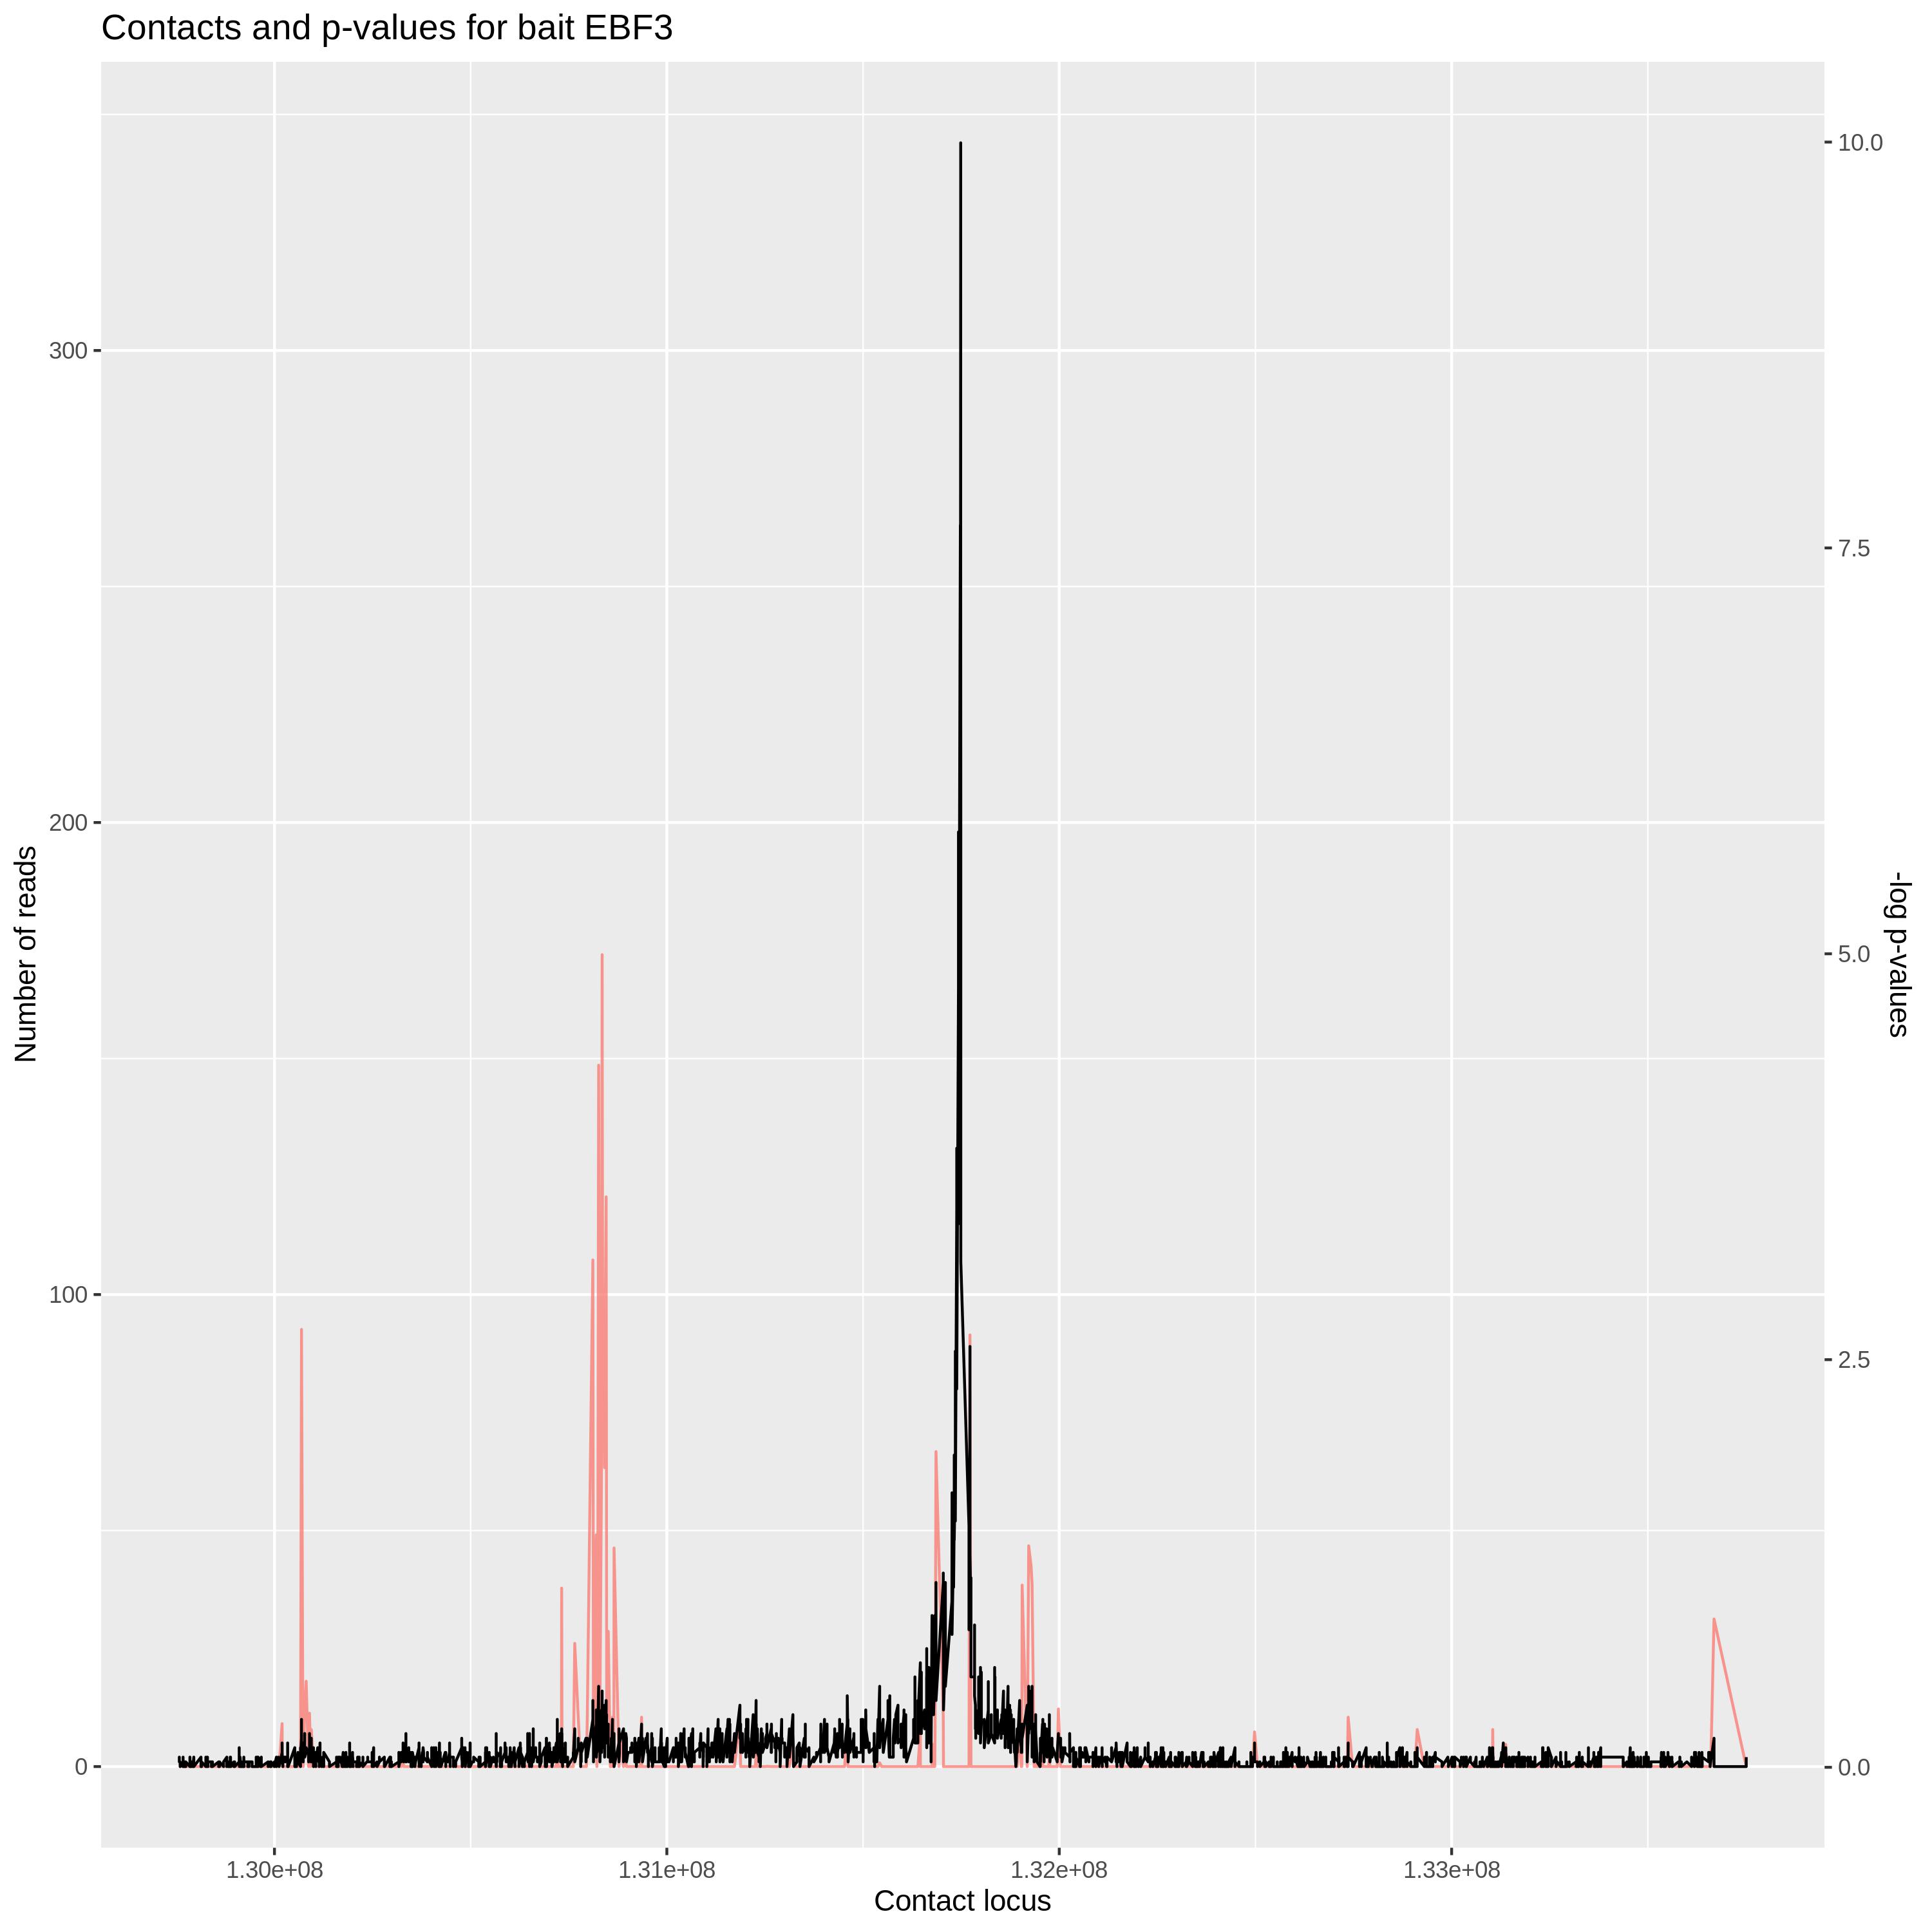 Contacts and p-values for bait EBF3
300
200
100
0
Number of reads
10.0
7.5
5.0
2.5
0.0
-log p-values
1.30e+08
1.31e+08
1.32e+08
1.33e+08
Contact locus